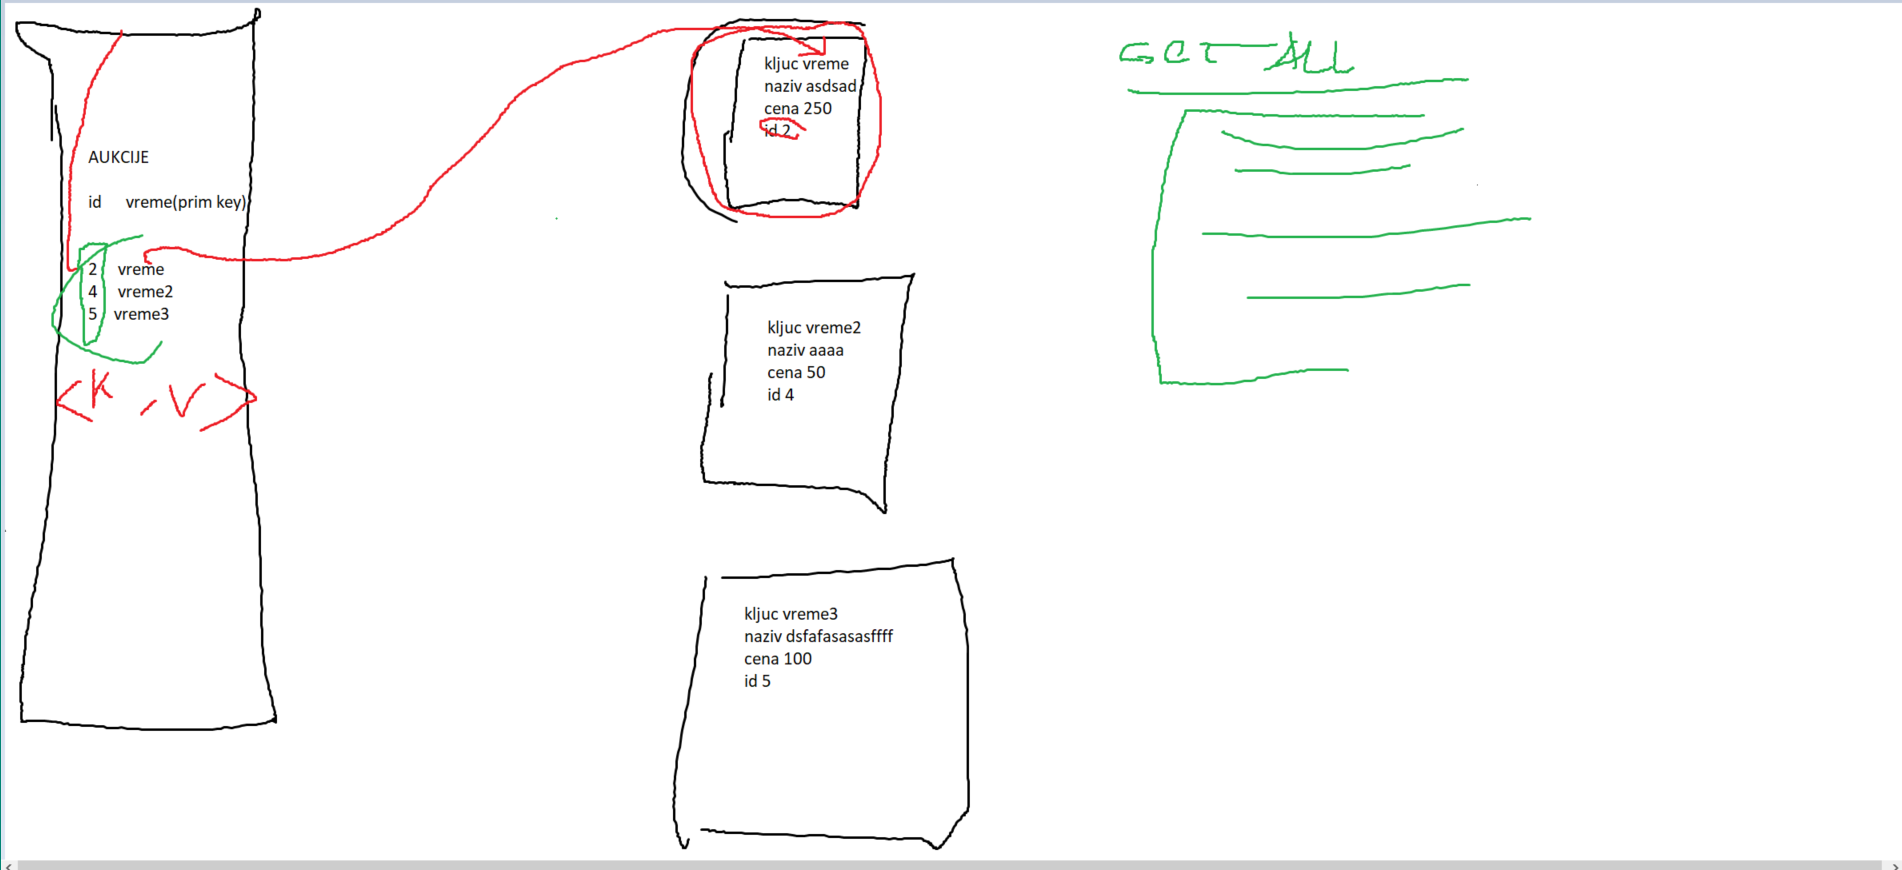 AUKCIJE
id vreme(prim key)
2 vreme
4 vreme2
5 vreme3
<K ,V>
kljuc vreme
naziv asdsad
cena 250
id 2
kljuc vreme2
naziv aaaa
cena 50
id 4
kljuc vreme3
naziv dsfafasasasffff
cena 100
id 5
GET ALL